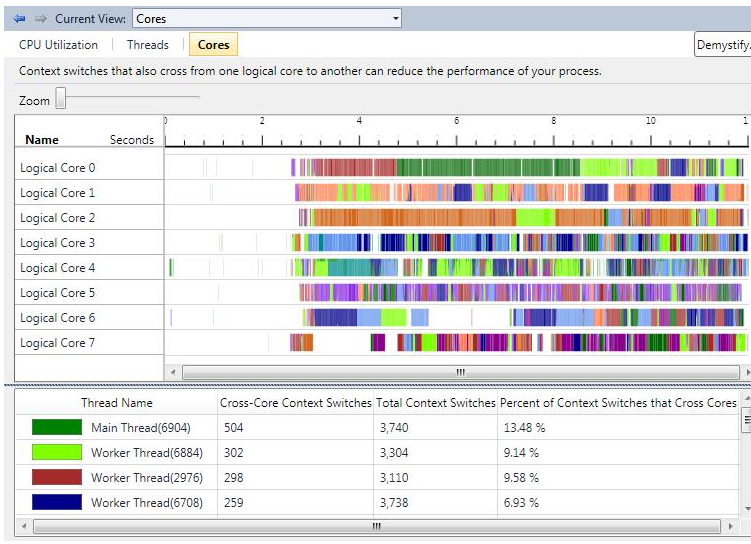 Current View: Cores
CPU Utilization Threads Cores Demystify.
Context switches that also cross from one logical core to another can reduce the performance of your process.
Zoom
Name Seconds 0 2 4 6 8 10 1
Logical Core 0
Logical Core 1
Logical Core 2
Logical Core 3
Logical Core 4
Logical Core 5
Logical Core 6
Logical Core 7
Thread Name Cross-Core Context Switches Total Context Switches Percent of Context Switches that Cross Cores
Main Thread(6904) 504 3,740 13.48 %
Worker Thread(6884) 302 3,304 9.14 %
Worker Thread(2976) 298 3,110 9.58 %
Worker Thread(6708) 259 3,738 6.93 %